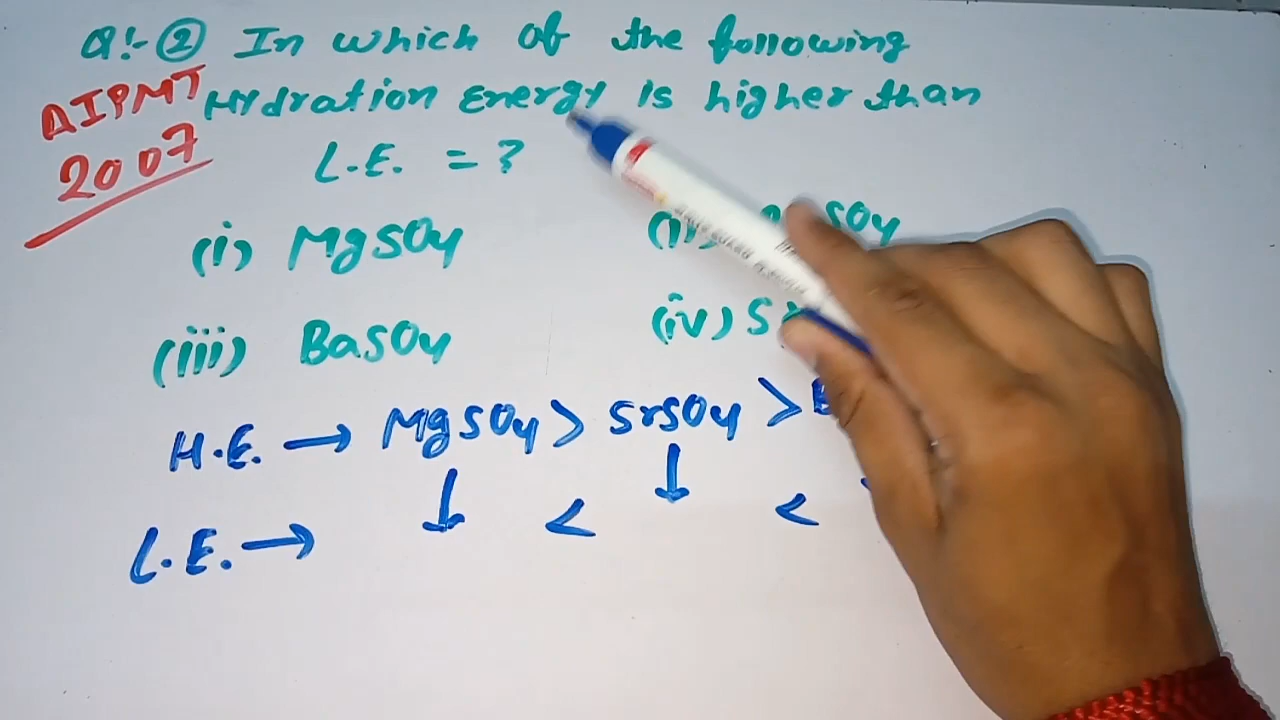 Q:- ② In which of the following
AIPMT 2007
Hydration Energy is higher than
L.E. = ?
(i) MgSO4
SO4
(iii) BaSO4
(iv) S
H.E. → MgSO4 > SrSO4 >
↓ < ↓ <
L.E. →